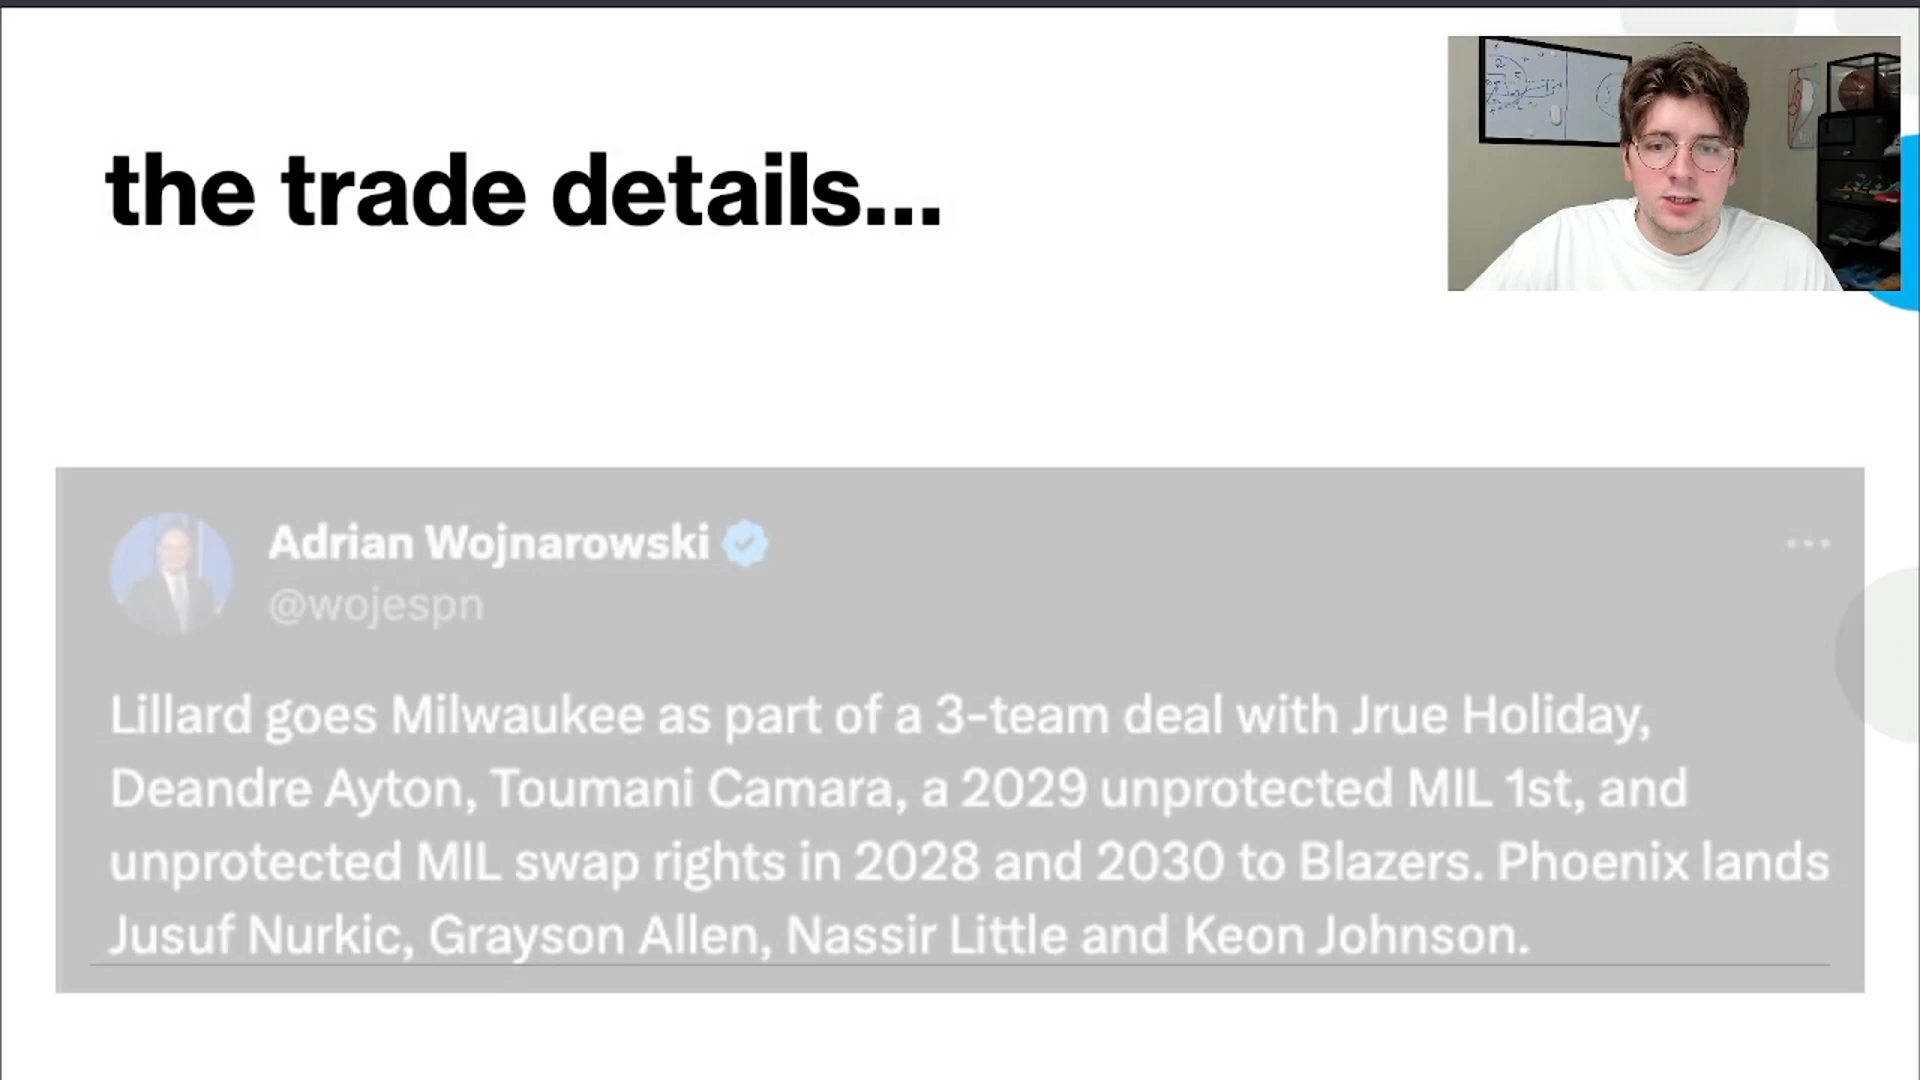 the trade details...
Adrian Wojnarowski
@wojespn
Lillard goes Milwaukee as part of a 3-team deal with Jrue Holiday,
Deandre Ayton, Toumani Camara, a 2029 unprotected MIL 1st, and
unprotected MIL swap rights in 2028 and 2030 to Blazers. Phoenix lands
Jusuf Nurkic, Grayson Allen, Nassir Little and Keon Johnson.